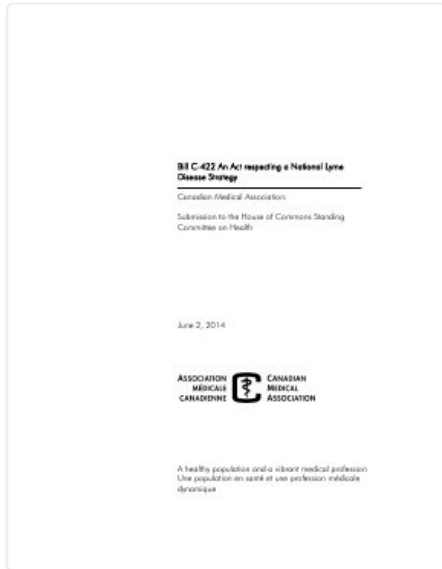 Bill C-422 An Act respecting a National Lyme
Disease Strategy
Canadian Medical Association
Submission to the House of Commons Standing
Committee on Health
June 2, 2014
ASSOCIATION
MÉDICALE
CANADIENNE
CANADIAN
MEDICAL
ASSOCIATION
A healthy population and a vibrant medical profession
Une population en santé et une profession médicale
dynamique